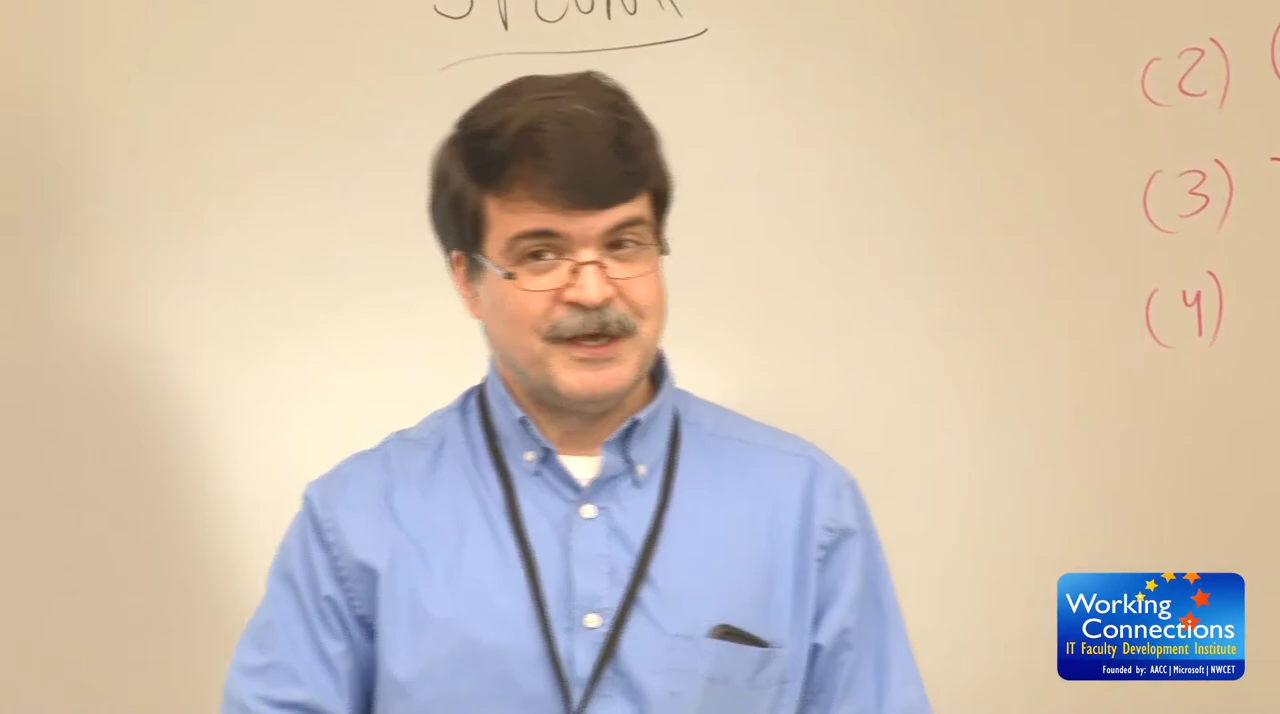 (2) (
(3)
(4)
Working
Connections
IT Faculty Development Institute
Founded by: AACC | Microsoft | NWCET